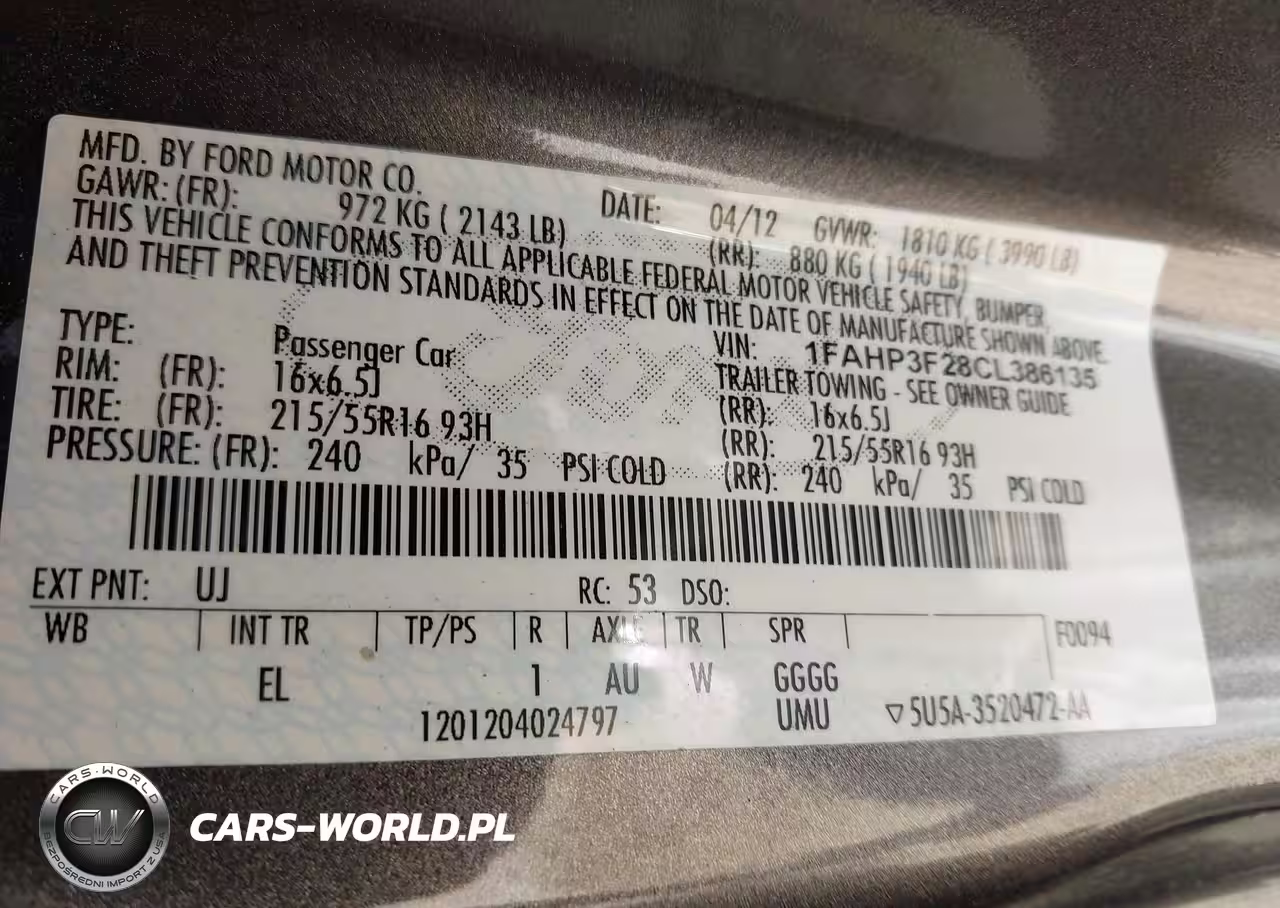 MFD. BY FORD MOTOR CO.
DATE: 04/12 GVWR: 1810 KG ( 3990 LB)
GAWR: (FR): 972 KG ( 2143 LB) (RR): 880 KG ( 1940 LB)
THIS VEHICLE CONFORMS TO ALL APPLICABLE FEDERAL MOTOR VEHICLE SAFETY, BUMPER,
AND THEFT PREVENTION STANDARDS IN EFFECT ON THE DATE OF MANUFACTURE SHOWN ABOVE.
VIN: 1FAHP3F28CL386135
TYPE: Passenger Car TRAILER TOWING - SEE OWNER GUIDE
RIM: (FR): 16x6.5J (RR): 16x6.5J
TIRE: (FR): 215/55R16 93H (RR): 215/55R16 93H
PRESSURE: (FR): 240 kPa/ 35 PSI COLD (RR): 240 kPa/ 35 PSI COLD
EXT PNT: UJ RC: 53 DSO:
WB INT TR TP/PS R AXLE TR SPR F0094
EL 1 AU W GGGG
1201204024797 UMU ▽5U5A-3520472-AA
CARS-WORLD
CW
BEZPOŚREDNI IMPORT Z USA
CARS-WORLD.PL